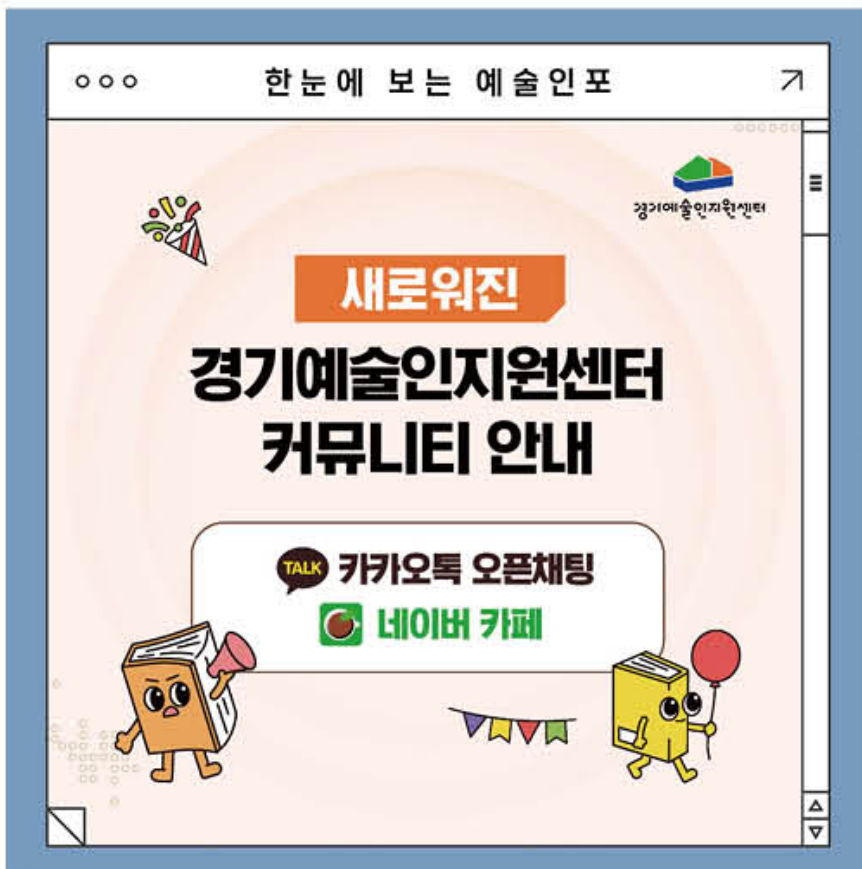 한눈에 보는 예술인포
경기예술인지원센터
새로워진
경기예술인지원센터
커뮤니티 안내
TALK 카카오톡 오픈채팅
네이버 카페